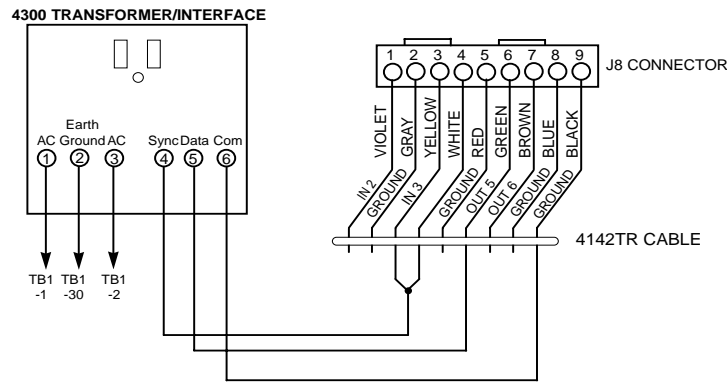 4300 TRANSFORMER/INTERFACE
Earth
AC Ground AC Sync Data Com
1 2 3 4 5 6
TB1 TB1 TB1
-1 -30 -2
1 2 3 4 5 6 7 8 9
J8 CONNECTOR
VIOLET
GRAY
YELLOW
WHITE
RED
GREEN
BROWN
BLUE
BLACK
IN 2
GROUND
IN 3
GROUND
OUT 5
OUT 6
GROUND
GROUND
4142TR CABLE